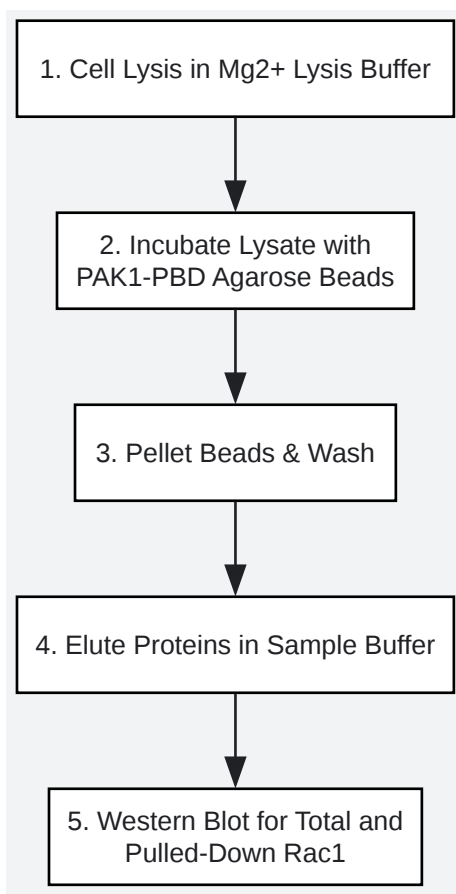 1. Cell Lysis in Mg2+ Lysis Buffer
2. Incubate Lysate with
PAK1-PBD Agarose Beads
3. Pellet Beads & Wash
4. Elute Proteins in Sample Buffer
5. Western Blot for Total and
Pulled-Down Rac1